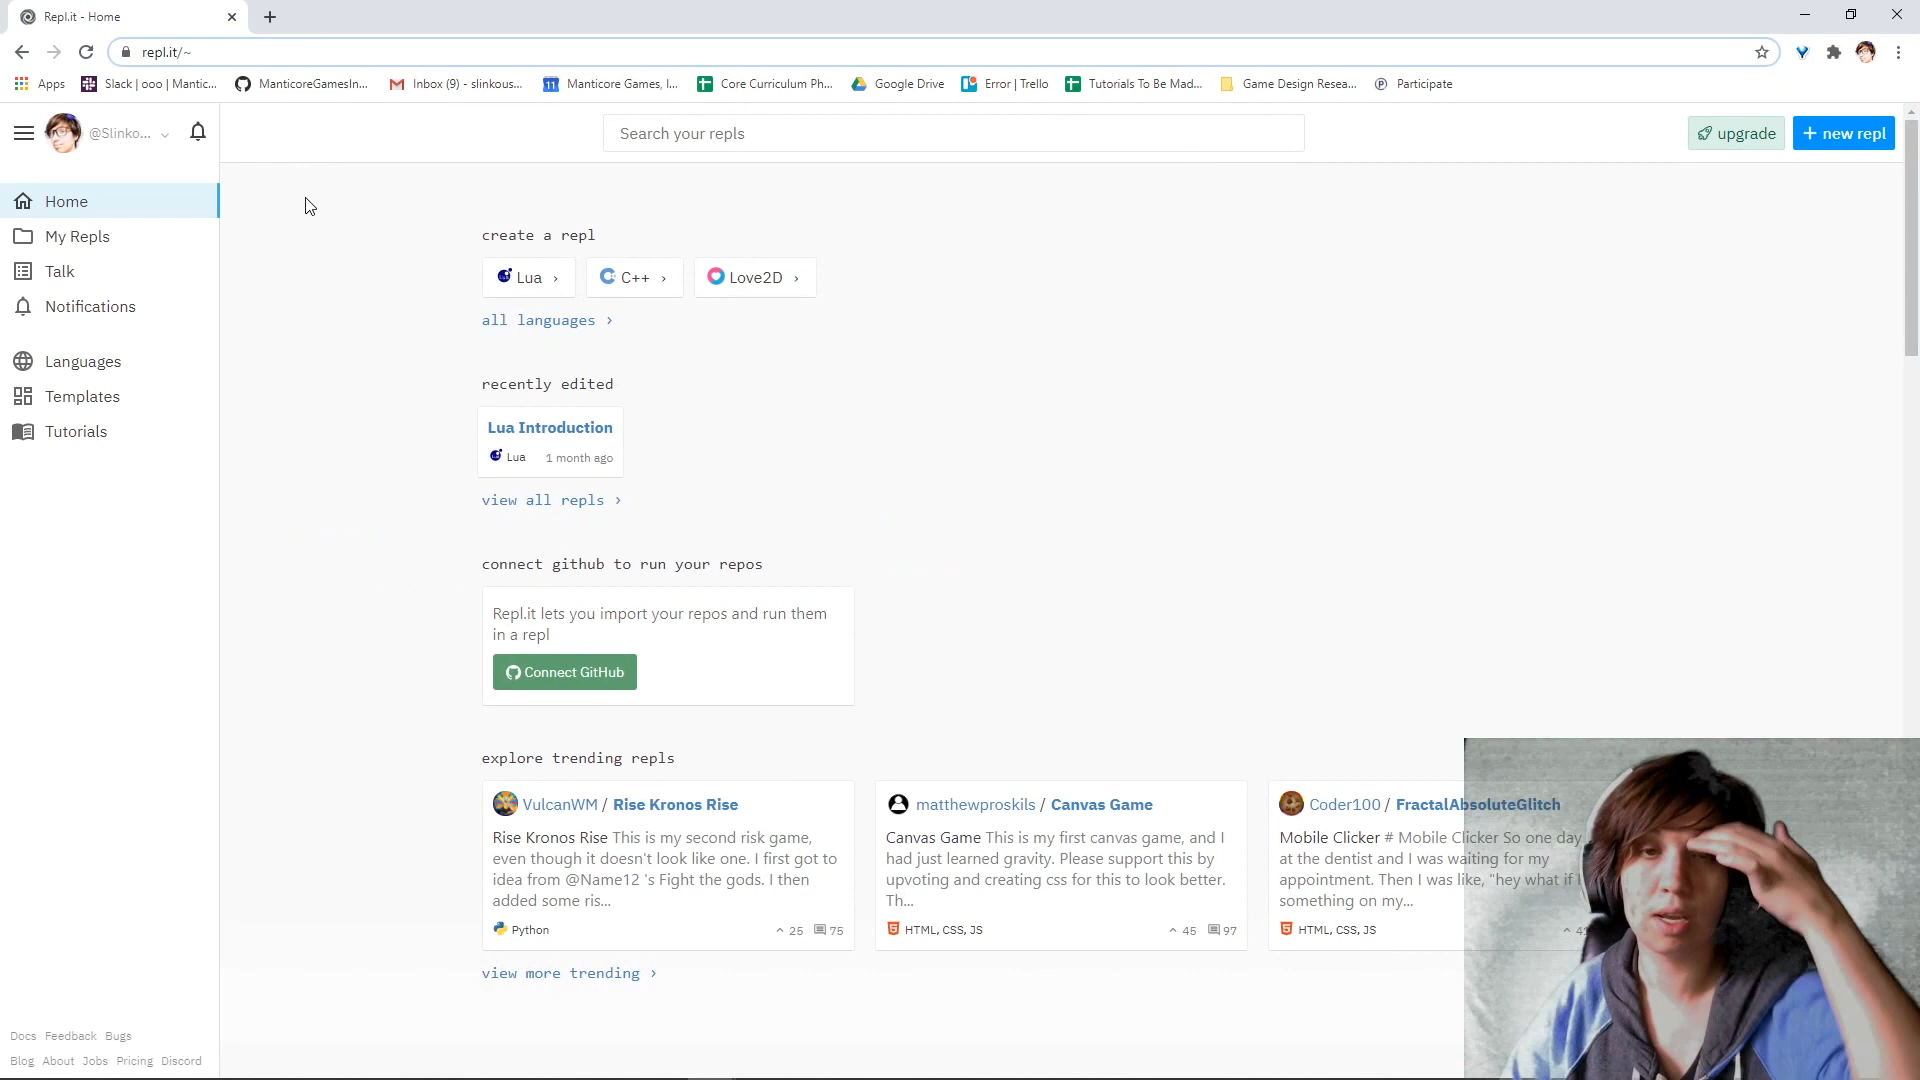 Repl.it - Home
repl.it/~
Apps
Slack | ooo | Mantic...
ManticoreGamesIn...
Inbox (9) - slinkous...
Manticore Games, I...
Core Curriculum Ph...
Google Drive
Error | Trello
Tutorials To Be Mad...
Game Design Resea...
Participate
@Slinko...
Search your repls
upgrade
+ new repl
Home
My Repls
Talk
Notifications
Languages
Templates
Tutorials
create a repl
Lua ›
C++ ›
Love2D ›
all languages ›
recently edited
Lua Introduction
Lua 1 month ago
view all repls ›
connect github to run your repos
Repl.it lets you import your repos and run them
in a repl
Connect GitHub
explore trending repls
VulcanWM / Rise Kronos Rise
Rise Kronos Rise This is my second risk game,
even though it doesn't look like one. I first got to
idea from @Name12 's Fight the gods. I then
added some ris...
Python 25 75
matthewproskils / Canvas Game
Canvas Game This is my first canvas game, and I
had just learned gravity. Please support this by
upvoting and creating css for this to look better.
Th...
HTML, CSS, JS 45 97
Coder100 / FractalAbsoluteGlitch
Mobile Clicker # Mobile Clicker So one day
at the dentist and I was waiting for my
appointment. Then I was like, "hey what if
something on my...
HTML, CSS, JS
view more trending ›
Docs Feedback Bugs
Blog About Jobs Pricing Discord